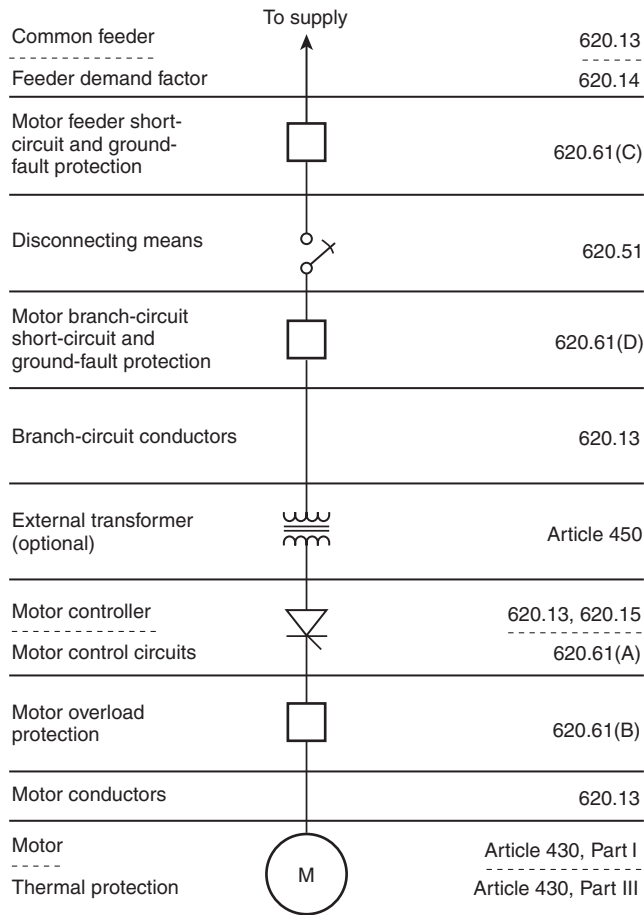 To supply
Common feeder 620.13
Feeder demand factor 620.14
Motor feeder short-
circuit and ground-
fault protection
620.61(C)
Disconnecting means 620.51
Motor branch-circuit
short-circuit and
ground-fault protection
620.61(D)
Branch-circuit conductors 620.13
External transformer
(optional)
Article 450
Motor controller 620.13, 620.15
Motor control circuits 620.61(A)
Motor overload
protection
620.61(B)
Motor conductors 620.13
Motor Article 430, Part I
M
Thermal protection Article 430, Part III